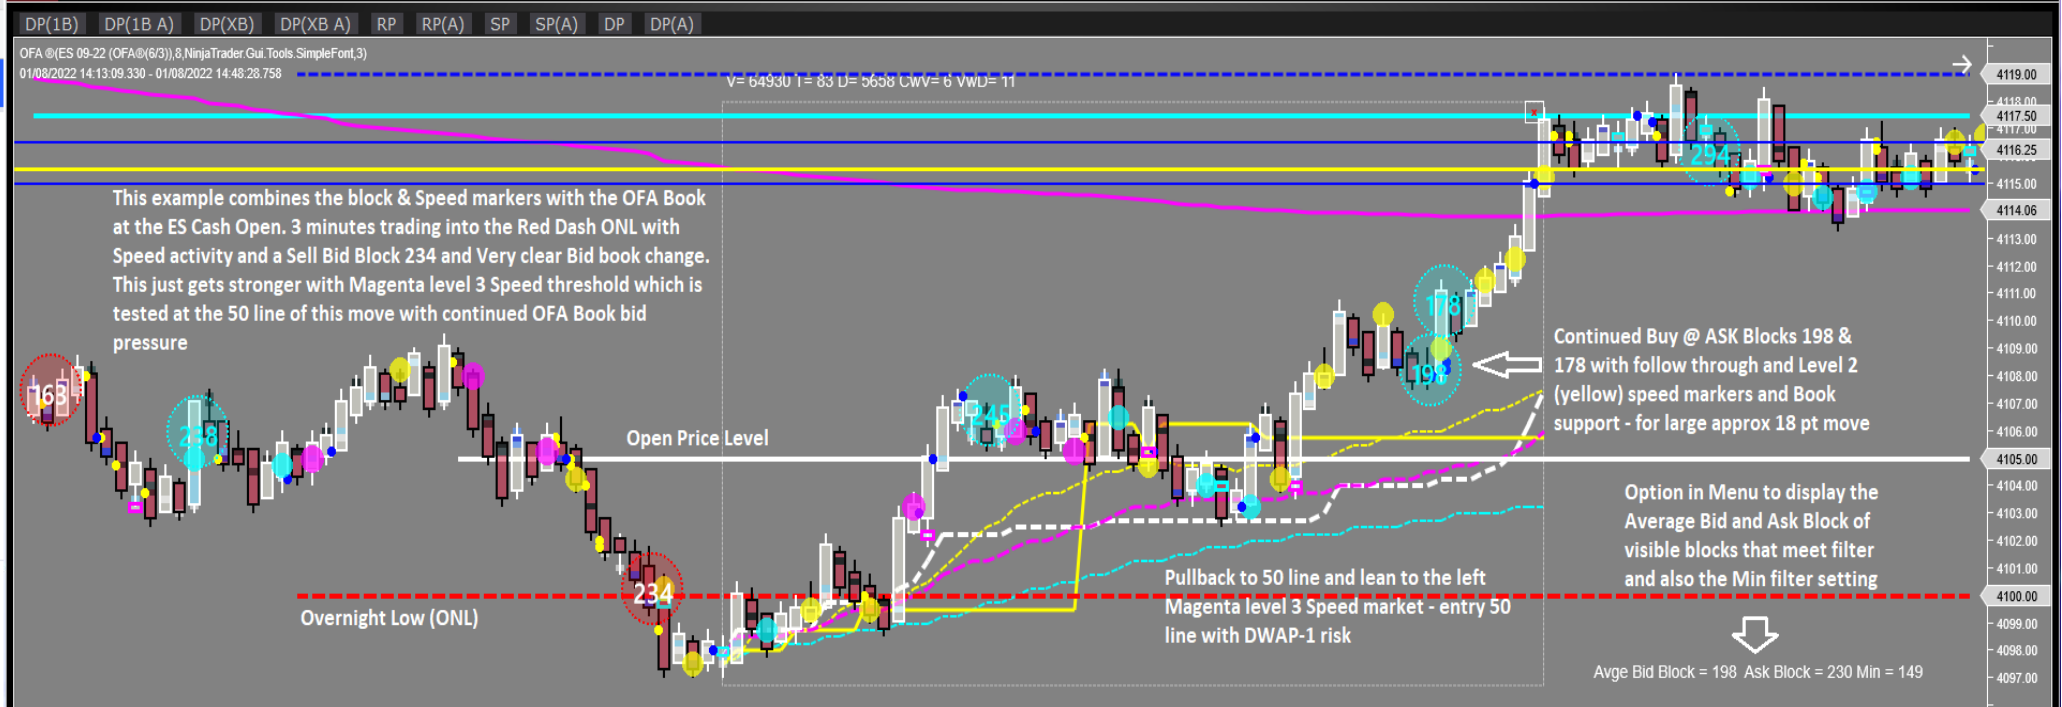 DP(1B) DP(1B A) DP(XB) DP(XB A) RP RP(A) SP SP(A) DP DP(A)
OFA ®(ES 09-22 (OFA®(6/3)),8,NinjaTrader.Gui.Tools.SimpleFont,3)
01/08/2022 14:13:09.330 - 01/08/2022 14:48:28.758
V= 64930 T= 83 D= 5658 CWV= 6 VWD= 11
This example combines the block & Speed markers with the OFA Book
at the ES Cash Open. 3 minutes trading into the Red Dash ONL with
Speed activity and a Sell Bid Block 234 and Very clear Bid book change.
This just gets stronger with Magenta level 3 Speed threshold which is
tested at the 50 line of this move with continued OFA Book bid
pressure
163
238
234
245
178
198
294
Open Price Level
Overnight Low (ONL)
Continued Buy @ ASK Blocks 198 &
178 with follow through and Level 2
(yellow) speed markers and Book
support - for large approx 18 pt move
Pullback to 50 line and lean to the left
Magenta level 3 Speed market - entry 50
line with DWAP-1 risk
Option in Menu to display the
Average Bid and Ask Block of
visible blocks that meet filter
and also the Min filter setting
Avge Bid Block = 198 Ask Block = 230 Min = 149
4119.00
4118.00
4117.50
4117.00
4116.25
4115.00
4114.06
4113.00
4112.00
4111.00
4110.00
4109.00
4108.00
4107.00
4106.00
4105.00
4104.00
4103.00
4102.00
4101.00
4100.00
4099.00
4098.00
4097.00